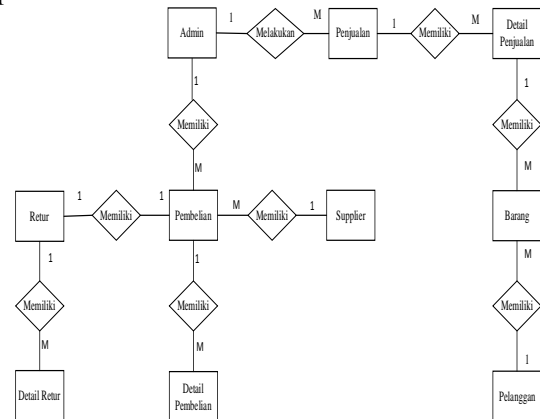 1 M 1 M
Admin Melakukan Penjualan Memiliki Detail
Penjualan
1 1
Memiliki Memiliki
M M
1 1 M 1
Retur Memiliki Pembelian Memiliki Supplier Barang
1 1 M
Memiliki Memiliki Memiliki
M M 1
Detail Retur Detail
Pembelian Pelanggan